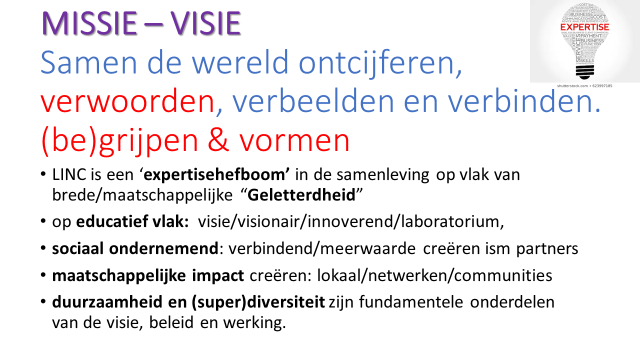 MISSIE – VISIE
Samen de wereld ontcijferen,
verwoorden, verbeelden en verbinden.
(be)grijpen & vormen
• LINC is een ‘expertisehefboom’ in de samenleving op vlak van
brede/maatschappelijke “Geletterdheid”
• op educatief vlak: visie/visionair/innoverend/laboratorium,
• sociaal ondernemend: verbindend/meerwaarde creëren ism partners
• maatschappelijke impact creëren: lokaal/netwerken/communities
• duurzaamheid en (super)diversiteit zijn fundamentele onderdelen
van de visie, beleid en werking.
EXPERTISE